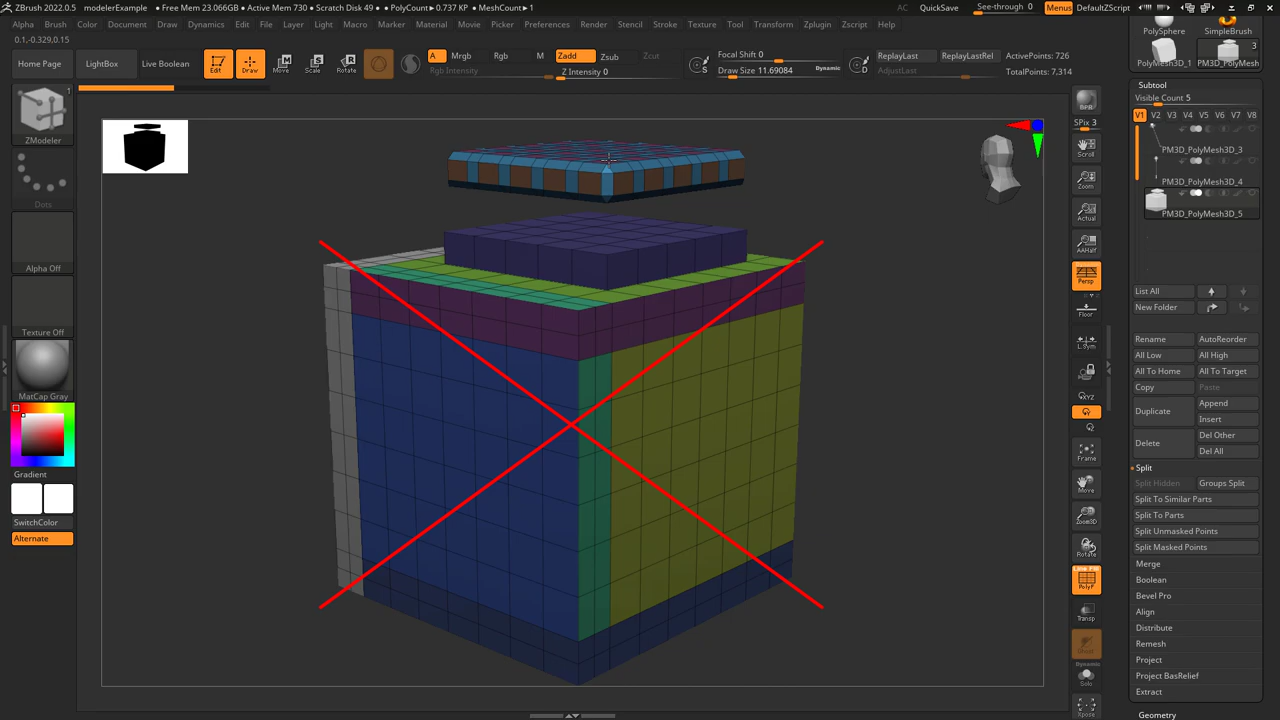 ZBrush 2022.0.5 modelerExample • Free Mem 23.066GB • Active Mem 730 • Scratch Disk 49 • PolyCount▸0.737 KP • MeshCount▸1 AC QuickSave See-through 0 Menus DefaultZScript
Alpha Brush Color Document Draw Dynamics Edit File Layer Light Macro Marker Material Movie Picker Preferences Render Stencil Stroke Texture Tool Transform Zplugin Zscript Help
0.1,-0.329,0.15
Home Page LightBox Live Boolean
Edit Draw Move Scale Rotate
A Mrgb Rgb M Zadd Zsub Zcut
Rgb Intensity Z Intensity 0
Focal Shift 0
Draw Size 11.69084 Dynamic
S D
ReplayLast ReplayLastRel ActivePoints: 726
AdjustLast TotalPoints: 7,314
1
ZModeler
Dots
Alpha Off
Texture Off
MatCap Gray
Gradient
SwitchColor
Alternate
BPR
SPix 3
Scroll
Zoom
Actual
AAHalf
Persp
Floor
L.Sym
XYZ
Frame
Move
Zoom3D
Rotate
Line Fill
PolyF
Transp
Dynamic
Solo
Xpose
PolySphere SimpleBrush
3
PolyMesh3D_1 PM3D_PolyMesh
Subtool
Visible Count 5
V1 V2 V3 V4 V5 V6 V7 V8
PM3D_PolyMesh3D_3
PM3D_PolyMesh3D_4
PM3D_PolyMesh3D_5
List All
New Folder
Rename AutoReorder
All Low All High
All To Home All To Target
Copy Paste
Duplicate Append
Insert
Delete Del Other
Del All
Split
Split Hidden Groups Split
Split To Similar Parts
Split To Parts
Split Unmasked Points
Split Masked Points
Merge
Boolean
Bevel Pro
Align
Distribute
Remesh
Project
Project BasRelief
Extract
Geometry